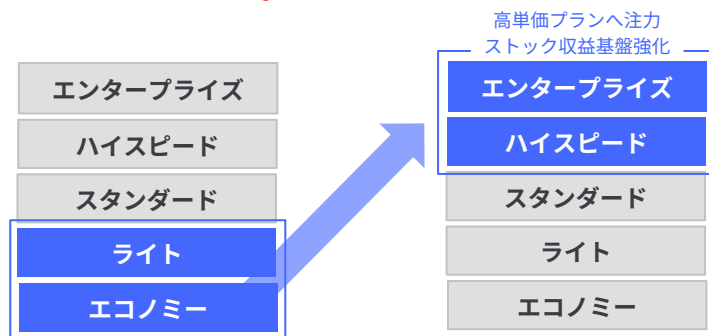 エンタープライズ
ハイスピード
スタンダード
ライト
エコノミー
高単価プランへ注力
ストック収益基盤強化
エンタープライズ
ハイスピード
スタンダード
ライト
エコノミー